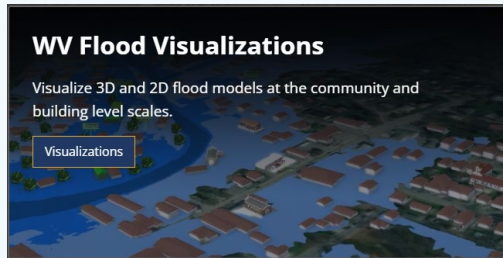 WV Flood Visualizations
Visualize 3D and 2D flood models at the community and
building level scales.
Visualizations